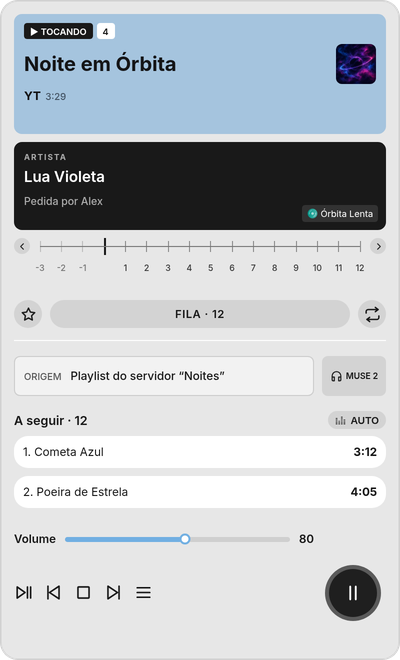 TOCANDO 4
Noite em Órbita
YT 3:29
ARTISTA
Lua Violeta
Pedida por Alex
Órbita Lenta
-3 -2 -1 1 2 3 4 5 6 7 8 9 10 11 12
FILA · 12
ORIGEM Playlist do servidor “Noites”
MUSE 2
A seguir · 12
AUTO
1. Cometa Azul 3:12
2. Poeira de Estrela 4:05
Volume 80